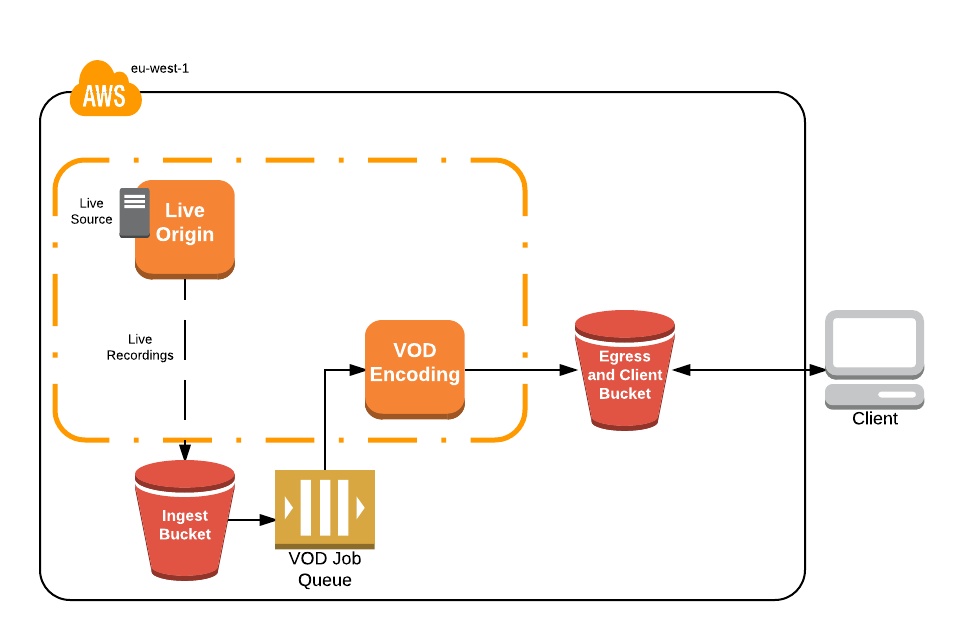 eu-west-1
AWS
Live
Source
Live
Origin
Live
Recordings
VOD
Encoding
Egress
and Client
Bucket
Client
Ingest
Bucket
VOD Job
Queue